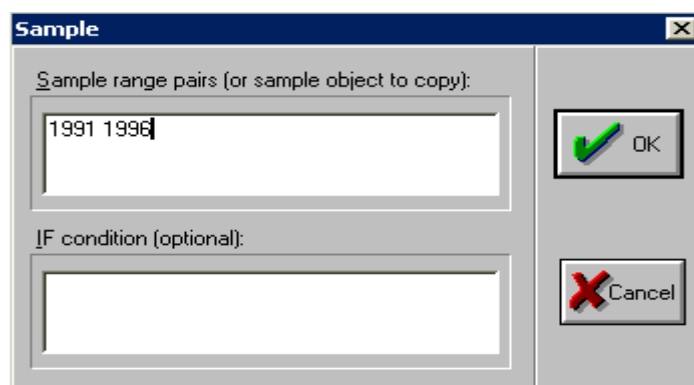 Sample
Sample range pairs (or sample object to copy):
1991 1996
OK
IF condition (optional):
Cancel